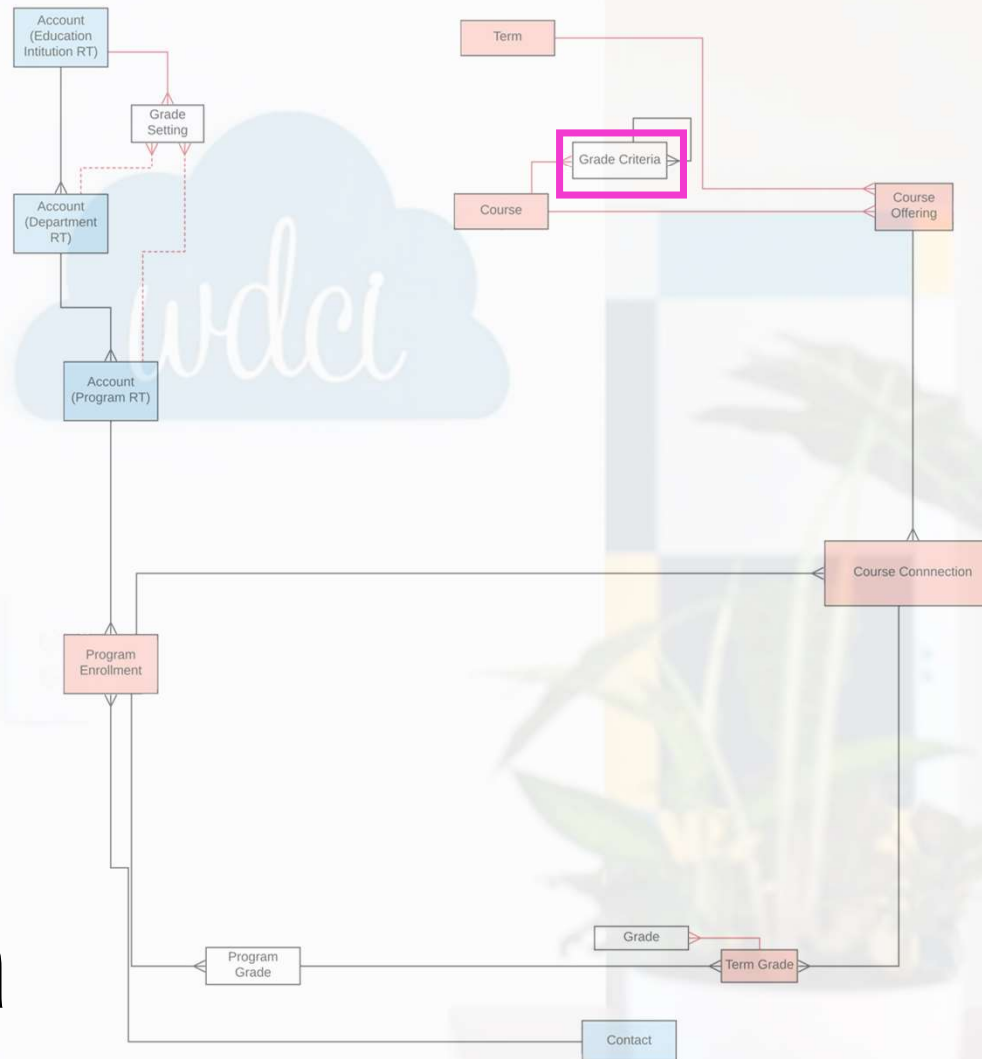 Account
(Education
Intitution RT)
Term
Grade
Setting
Grade Criteria
Account
(Department
RT)
Course
Course
Offering
wdci
Account
(Program RT)
Course Connnection
Program
Enrollment
Grade
Program
Grade
Term Grade
Contact